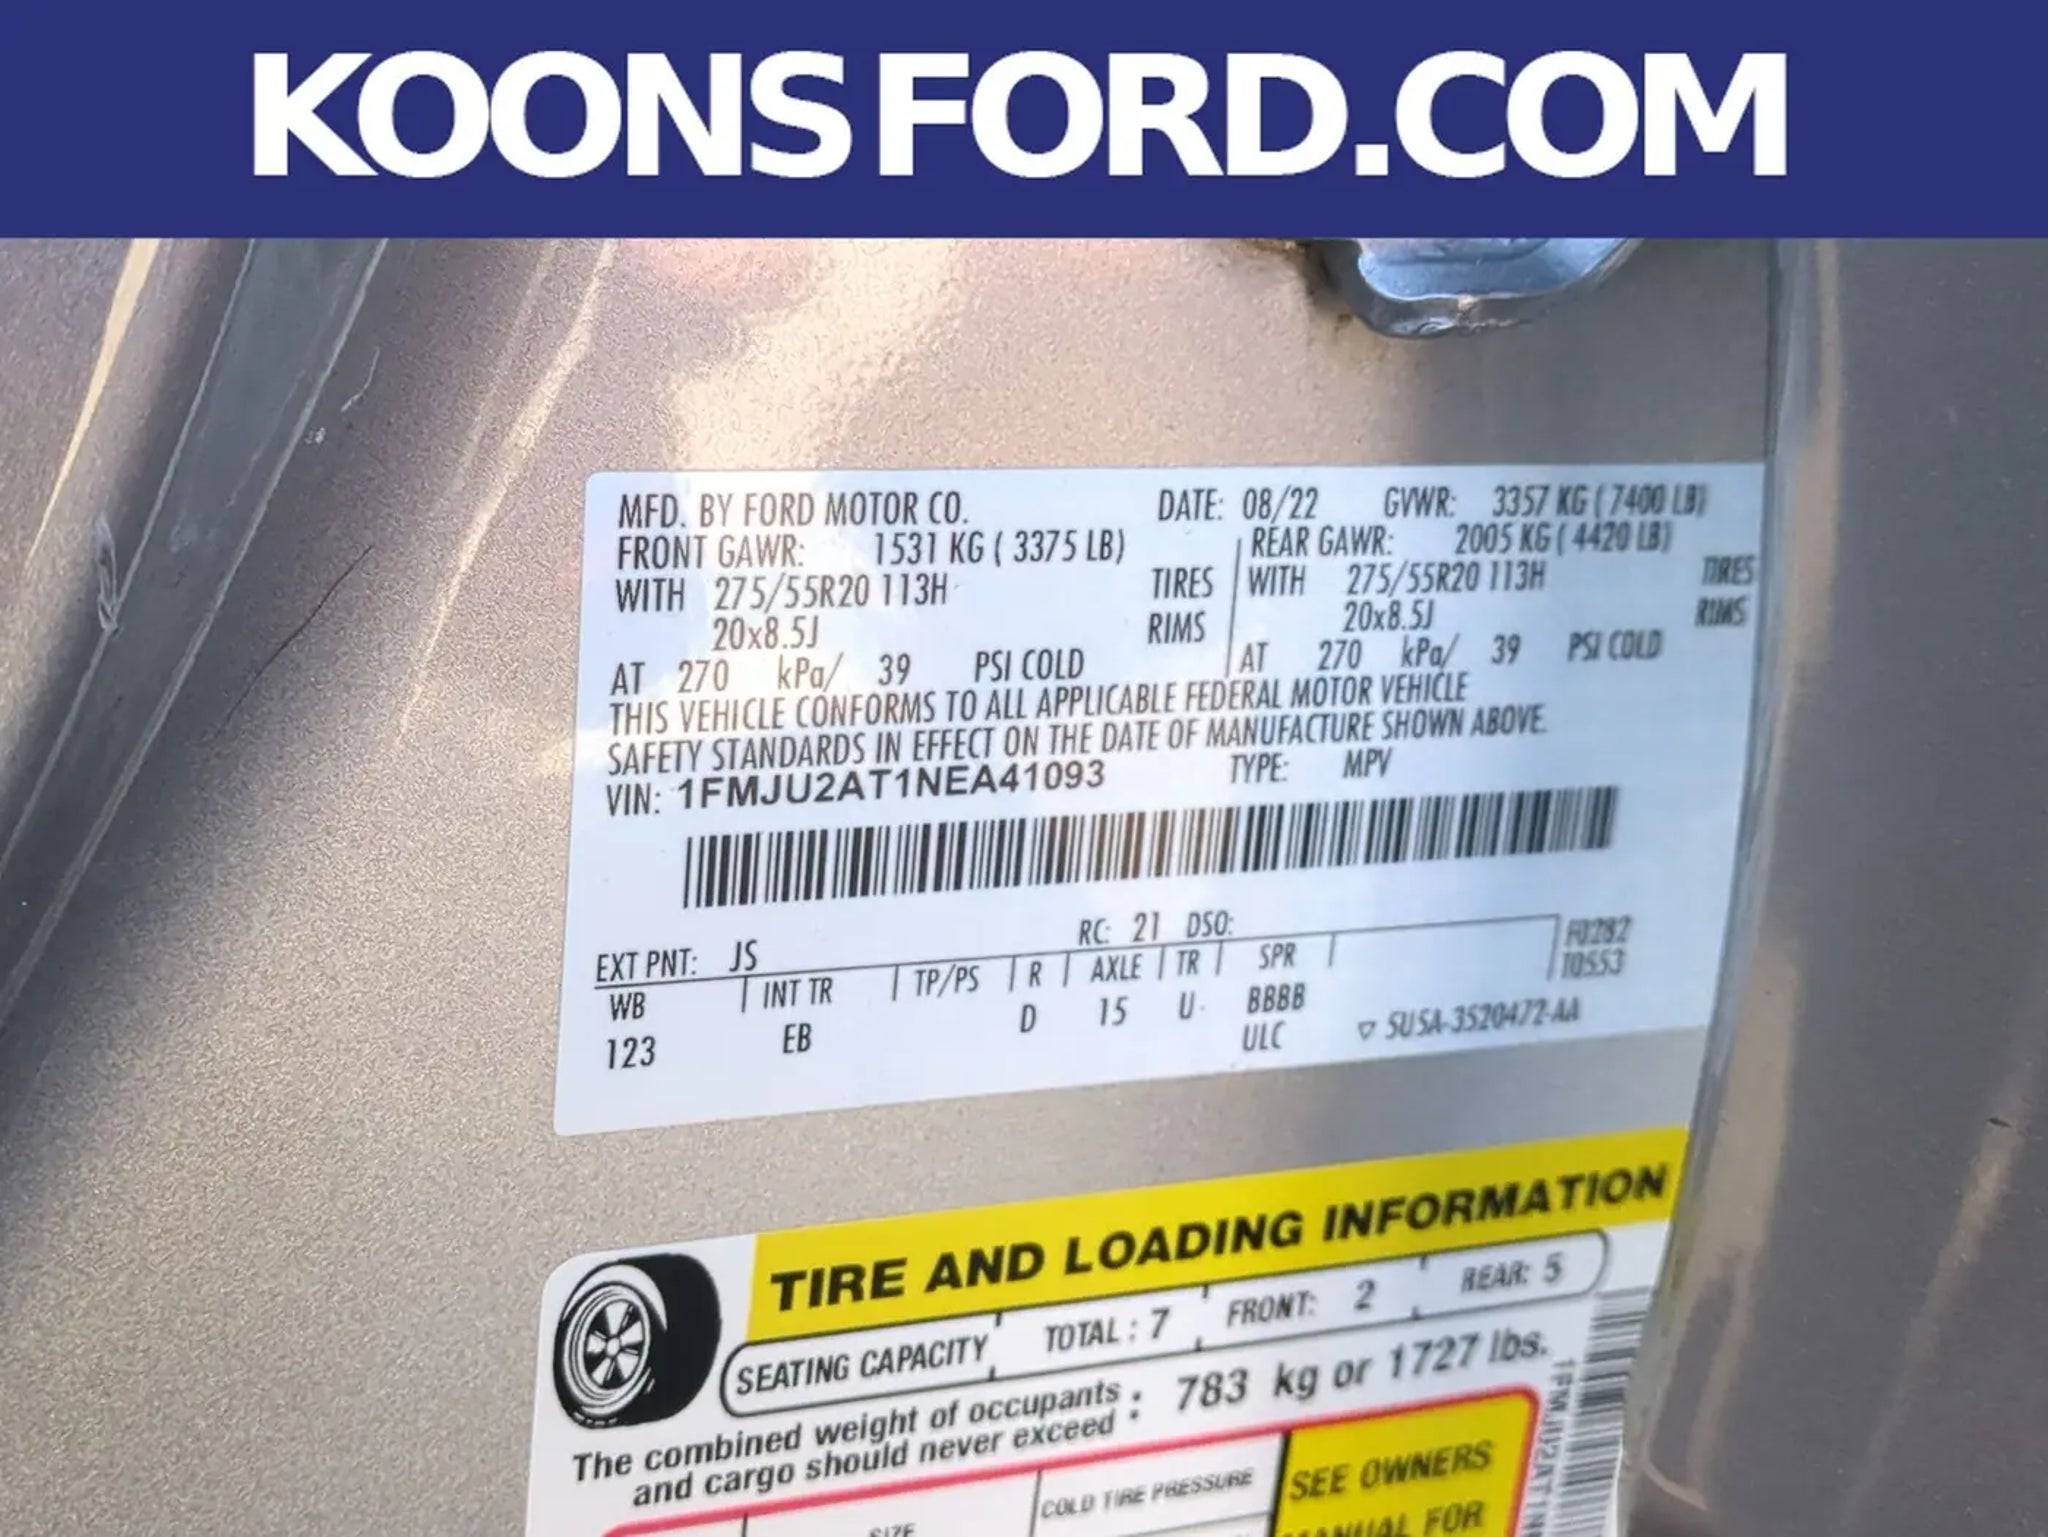 KOONSFORD.COM
MFD. BY FORD MOTOR CO. DATE: 08/22 GVWR: 3357 KG ( 7400 LB)
FRONT GAWR: 1531 KG ( 3375 LB) REAR GAWR: 2005 KG ( 4420 LB)
WITH 275/55R20 113H TIRES WITH 275/55R20 113H TIRES
20x8.5J RIMS 20x8.5J RIMS
AT 270 kPa/ 39 PSI COLD AT 270 kPa/ 39 PSI COLD
THIS VEHICLE CONFORMS TO ALL APPLICABLE FEDERAL MOTOR VEHICLE
SAFETY STANDARDS IN EFFECT ON THE DATE OF MANUFACTURE SHOWN ABOVE.
VIN: 1FMJU2AT1NEA41093 TYPE: MPV
EXT PNT: JS RC: 21 DSO: F0282
WB INT TR TP/PS R AXLE TR SPR T0553
123 EB D 15 U BBBB
ULC ▽ 5U5A-3520472-AA
TIRE AND LOADING INFORMATION
SEATING CAPACITY TOTAL : 7 FRONT: 2 REAR: 5
The combined weight of occupants
and cargo should never exceed : 783 kg or 1727 lbs.
SIZE COLD TIRE PRESSURE SEE OWNERS
MANUAL FOR
1FMJU2AT1N